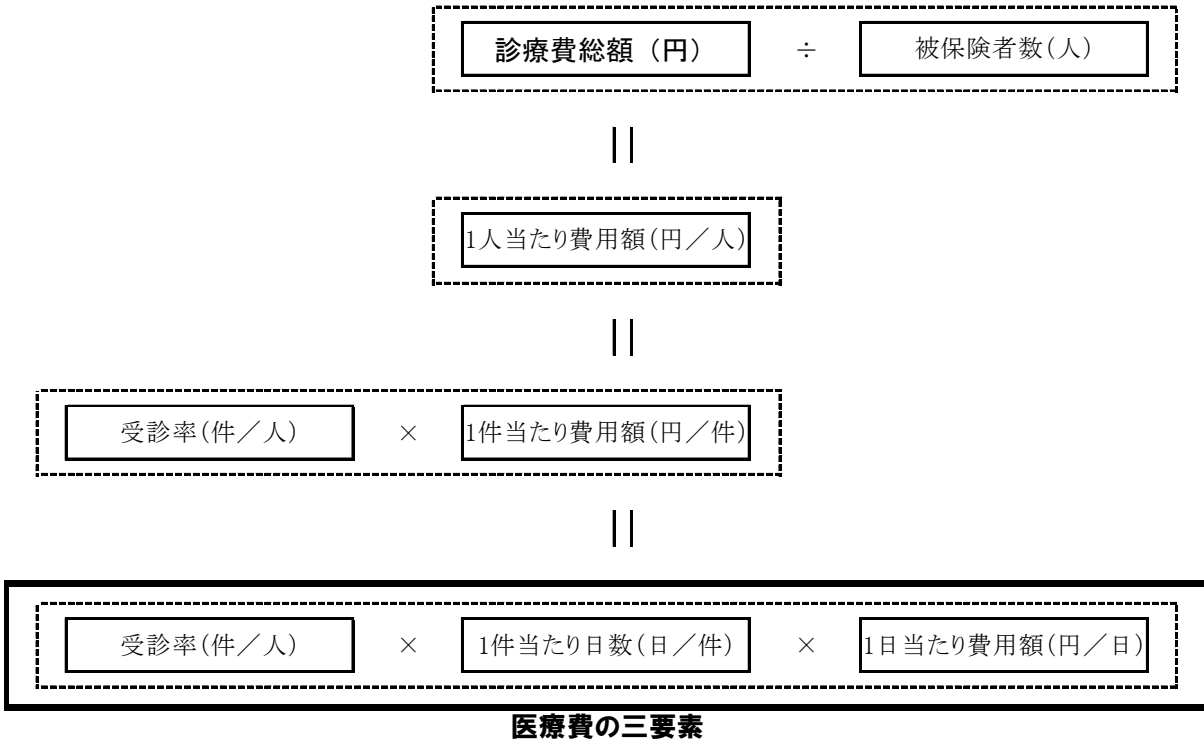 診療費総額（円） ÷ 被保険者数(人)
||
1人当たり費用額(円／人)
||
受診率(件／人) × 1件当たり費用額(円／件)
||
受診率(件／人) × 1件当たり日数(日／件) × 1日当たり費用額(円／日)
医療費の三要素